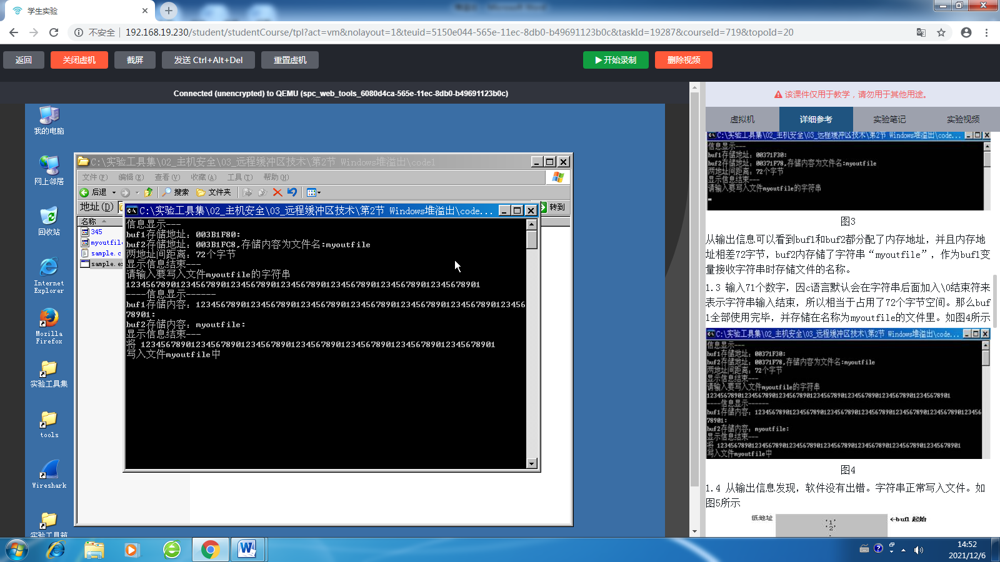 学生实验
不安全
192.168.19.230/student/studentCourse/tpl?act=vm&nolayout=1&teuid=5150e044-565e-11ec-8db0-b49691123b0c&taskId=19287&courseId=719&topoId=20
返回
关闭虚机
截屏
发送 Ctrl+Alt+Del
重置虚机
开始录制
删除视频
Connected (unencrypted) to QEMU (spc_web_tools_6080d4ca-565e-11ec-8db0-b49691123b0c)
我的电脑
网上邻居
回收站
Internet
Explorer
Mozilla
Firefox
实验工具集
tools
Wireshark
实验工具箱
C:\实验工具集\02_主机安全\03_远程缓冲区技术\第2节 Windows堆溢出\code1
文件(F)
编辑(E)
查看(V)
收藏(A)
工具(T)
帮助(H)
后退
搜索
文件夹
地址(D)
转到
名称
345
myoutfil
sample.c
sample.ex
C:\实验工具集\02_主机安全\03_远程缓冲区技术\第2节 Windows堆溢出\code...
信息显示---
buf1存储地址：003B1F80:
buf2存储地址：003B1FC8,存储内容为文件名:myoutfile
两地址间距离：72个字节
显示信息结束---
请输入要写入文件myoutfile的字符串
12345678901234567890123456789012345678901234567890123456789012345678901
----信息显示------
buf1存储内容：123456789012345678901234567890123456789012345678901234567890123456
78901:
buf2存储内容：myoutfile:
显示信息结束---
将 12345678901234567890123456789012345678901234567890123456789012345678901
写入文件myoutfile中
该课件仅用于教学，请勿用于其他用途。
虚拟机
详细参考
实验笔记
实验视频
C:\实验工具集\02_主机安全\03_远程缓冲区技术\第2节 Windows堆溢出\code...
信息显示---
buf1存储地址：00371F30:
buf2存储地址：00371F78,存储内容为文件名:myoutfile
两地址间距离：72个字节
显示信息结束---
请输入要写入文件myoutfile的字符串
图3
从输出信息可以看到buf1和buf2都分配了内存地址，并且内存地
址相差72字节，buf2内存储了字符串“myoutfile”，作为buf1变
量接收字符串时存储文件的名称。
1.3 输入71个数字，因c语言默认会在字符串后面加入\0结束符来
表示字符串输入结束，所以相当于占用了72个字节空间。那么buf
1全部使用完毕，并存储在名称为myoutfile的文件里。如图4所示
C:\实验工具集\02_主机安全\03_远程缓冲区技术\第2节 Windows堆溢出\code...
信息显示---
buf1存储地址：00371F30:
buf2存储地址：00371F78,存储内容为文件名:myoutfile
两地址间距离：72个字节
显示信息结束---
请输入要写入文件myoutfile的字符串
12345678901234567890123456789012345678901234567890123456789012345678901
----信息显示------
buf1存储内容：123456789012345678901234567890123456789012345678901234567890123456
78901:
buf2存储内容：myoutfile:
显示信息结束---
将 12345678901234567890123456789012345678901234567890123456789012345678901
写入文件myoutfile中
图4
1.4 从输出信息发现，软件没有出错。字符串正常写入文件。如
图5所示
低地址
'1'
'2'
←buf1 起始
14:52
2021/12/6